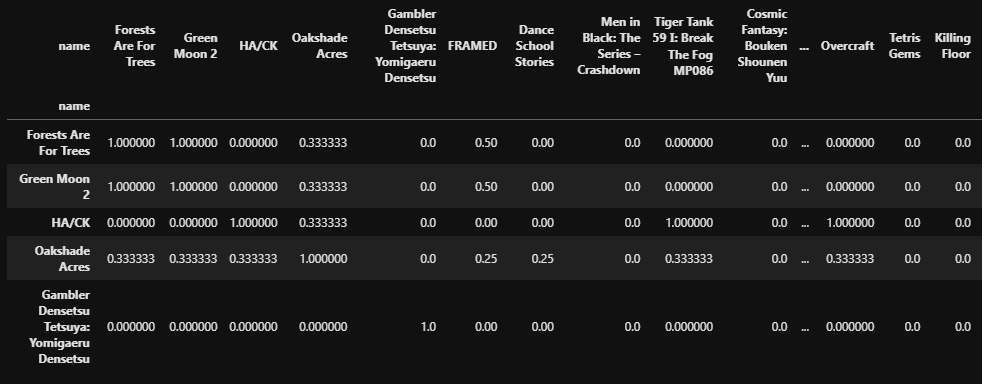 name Forests Are For Trees Green Moon 2 HA/CK Oakshade Acres Gambler Densetsu Tetsuya: Yomigaeru Densetsu FRAMED Dance School Stories Men in Black: The Series – Crashdown Tiger Tank 59 I: Break The Fog MP086 Cosmic Fantasy: Bouken Shounen Yuu ... Overcraft Tetris Gems Killing Floor
name
Forests Are For Trees 1.000000 1.000000 0.000000 0.333333 0.0 0.50 0.00 0.0 0.000000 0.0 ... 0.000000 0.0 0.0
Green Moon 2 1.000000 1.000000 0.000000 0.333333 0.0 0.50 0.00 0.0 0.000000 0.0 ... 0.000000 0.0 0.0
HA/CK 0.000000 0.000000 1.000000 0.333333 0.0 0.00 0.00 0.0 1.000000 0.0 ... 1.000000 0.0 0.0
Oakshade Acres 0.333333 0.333333 0.333333 1.000000 0.0 0.25 0.25 0.0 0.333333 0.0 ... 0.333333 0.0 0.0
Gambler Densetsu Tetsuya: Yomigaeru Densetsu 0.000000 0.000000 0.000000 0.000000 1.0 0.00 0.00 0.0 0.000000 0.0 ... 0.000000 0.0 0.0